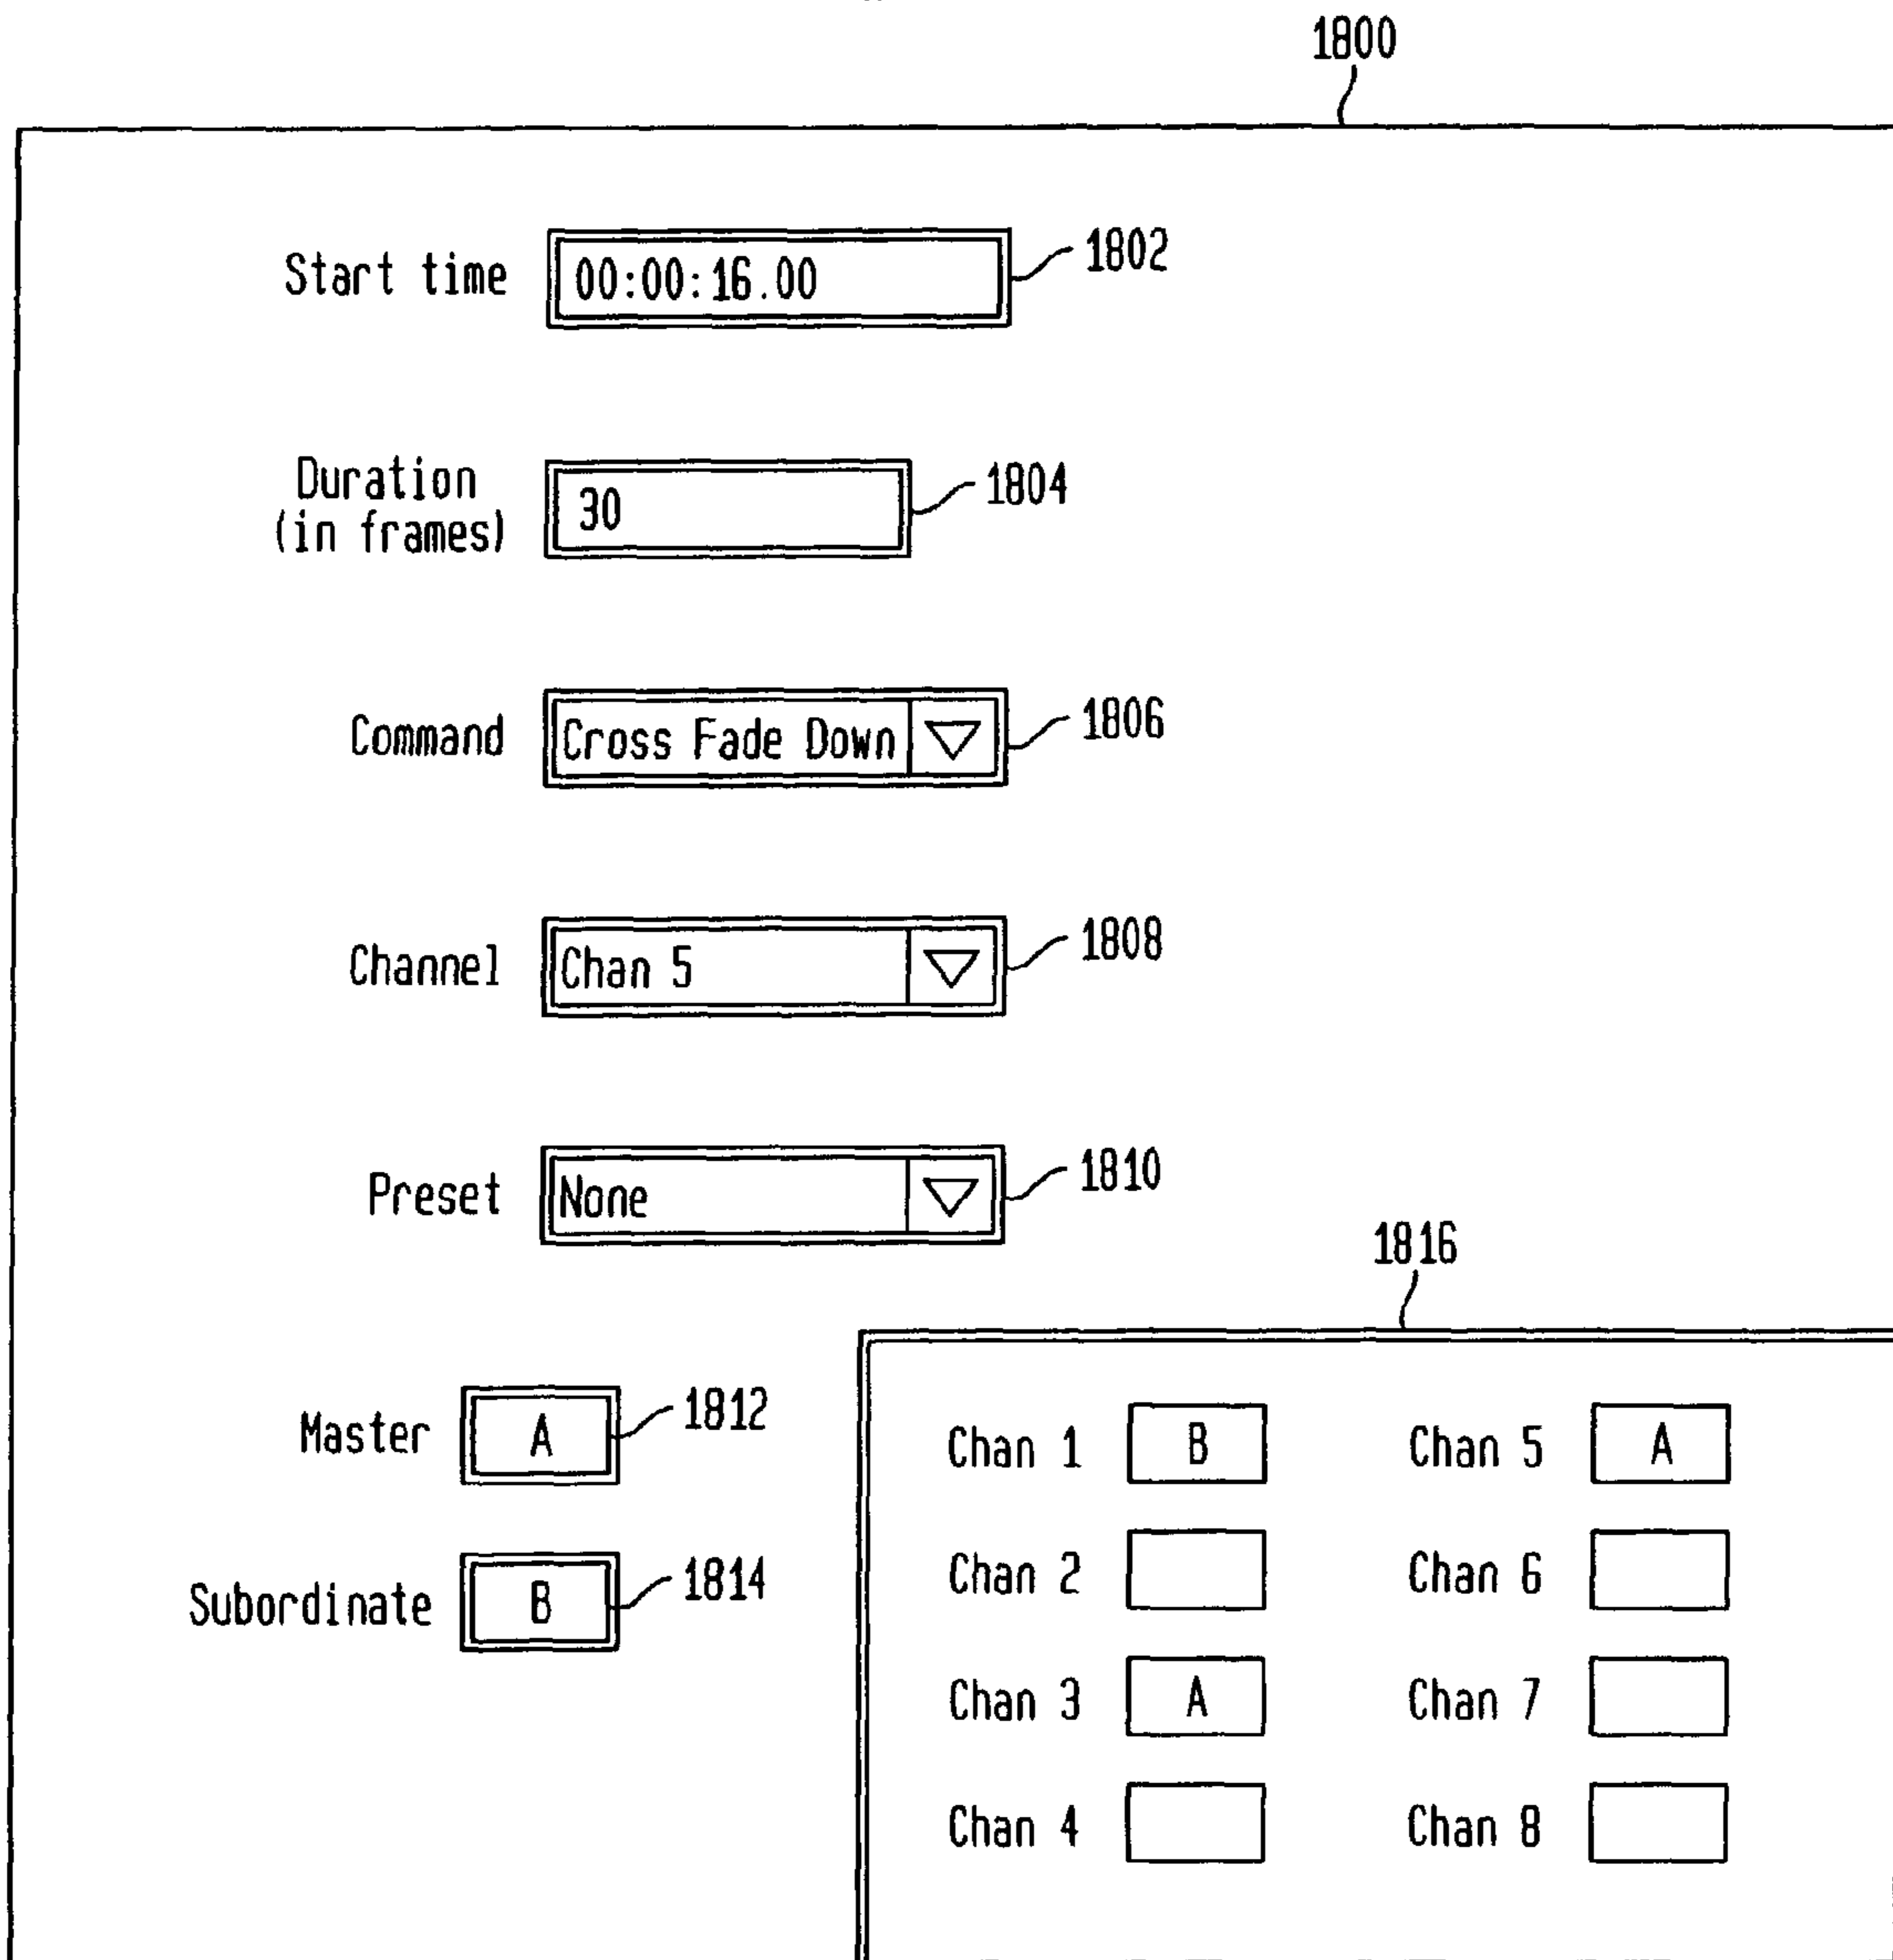 1800
Start time 00:00:16.00 1802
Duration
(in frames) 30 1804
Command Cross Fade Down 1806
Channel Chan 5 1808
Preset None 1810
1816
Master A 1812
Subordinate B 1814
Chan 1 B Chan 5 A
Chan 2 Chan 6
Chan 3 A Chan 7
Chan 4 Chan 8